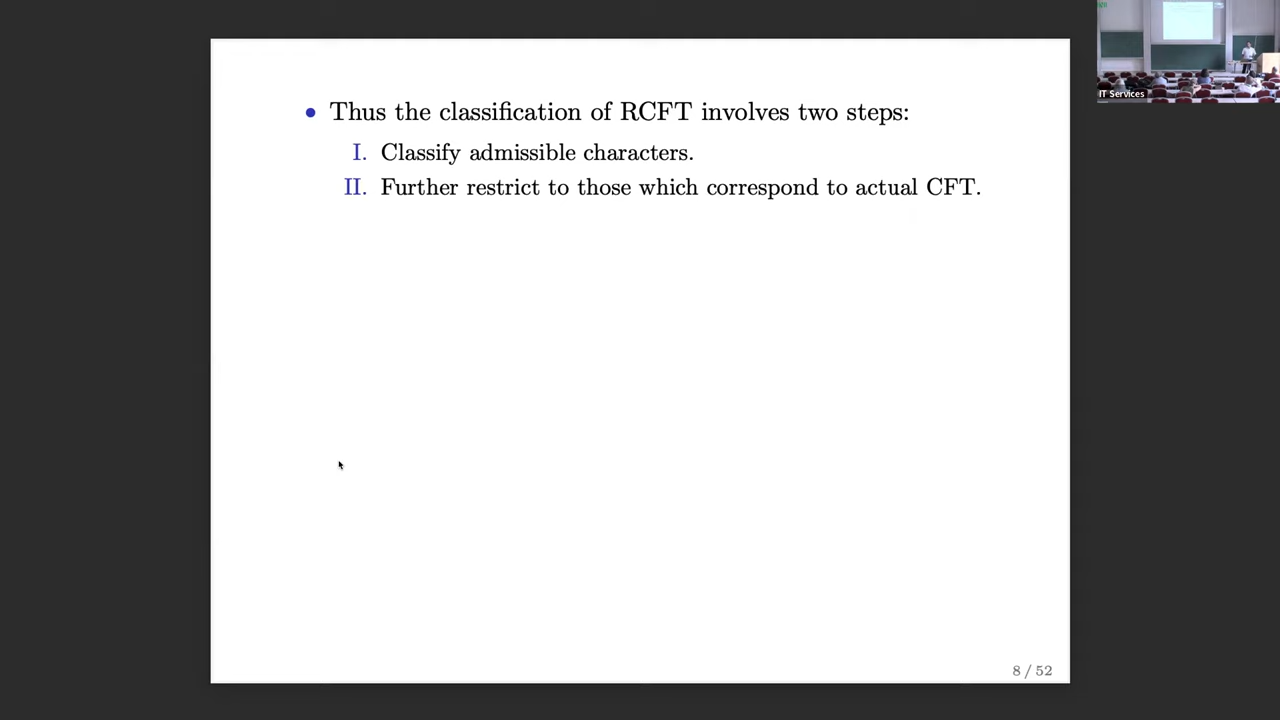 • Thus the classification of RCFT involves two steps:
I. Classify admissible characters.
II. Further restrict to those which correspond to actual CFT.
8 / 52
IT Services